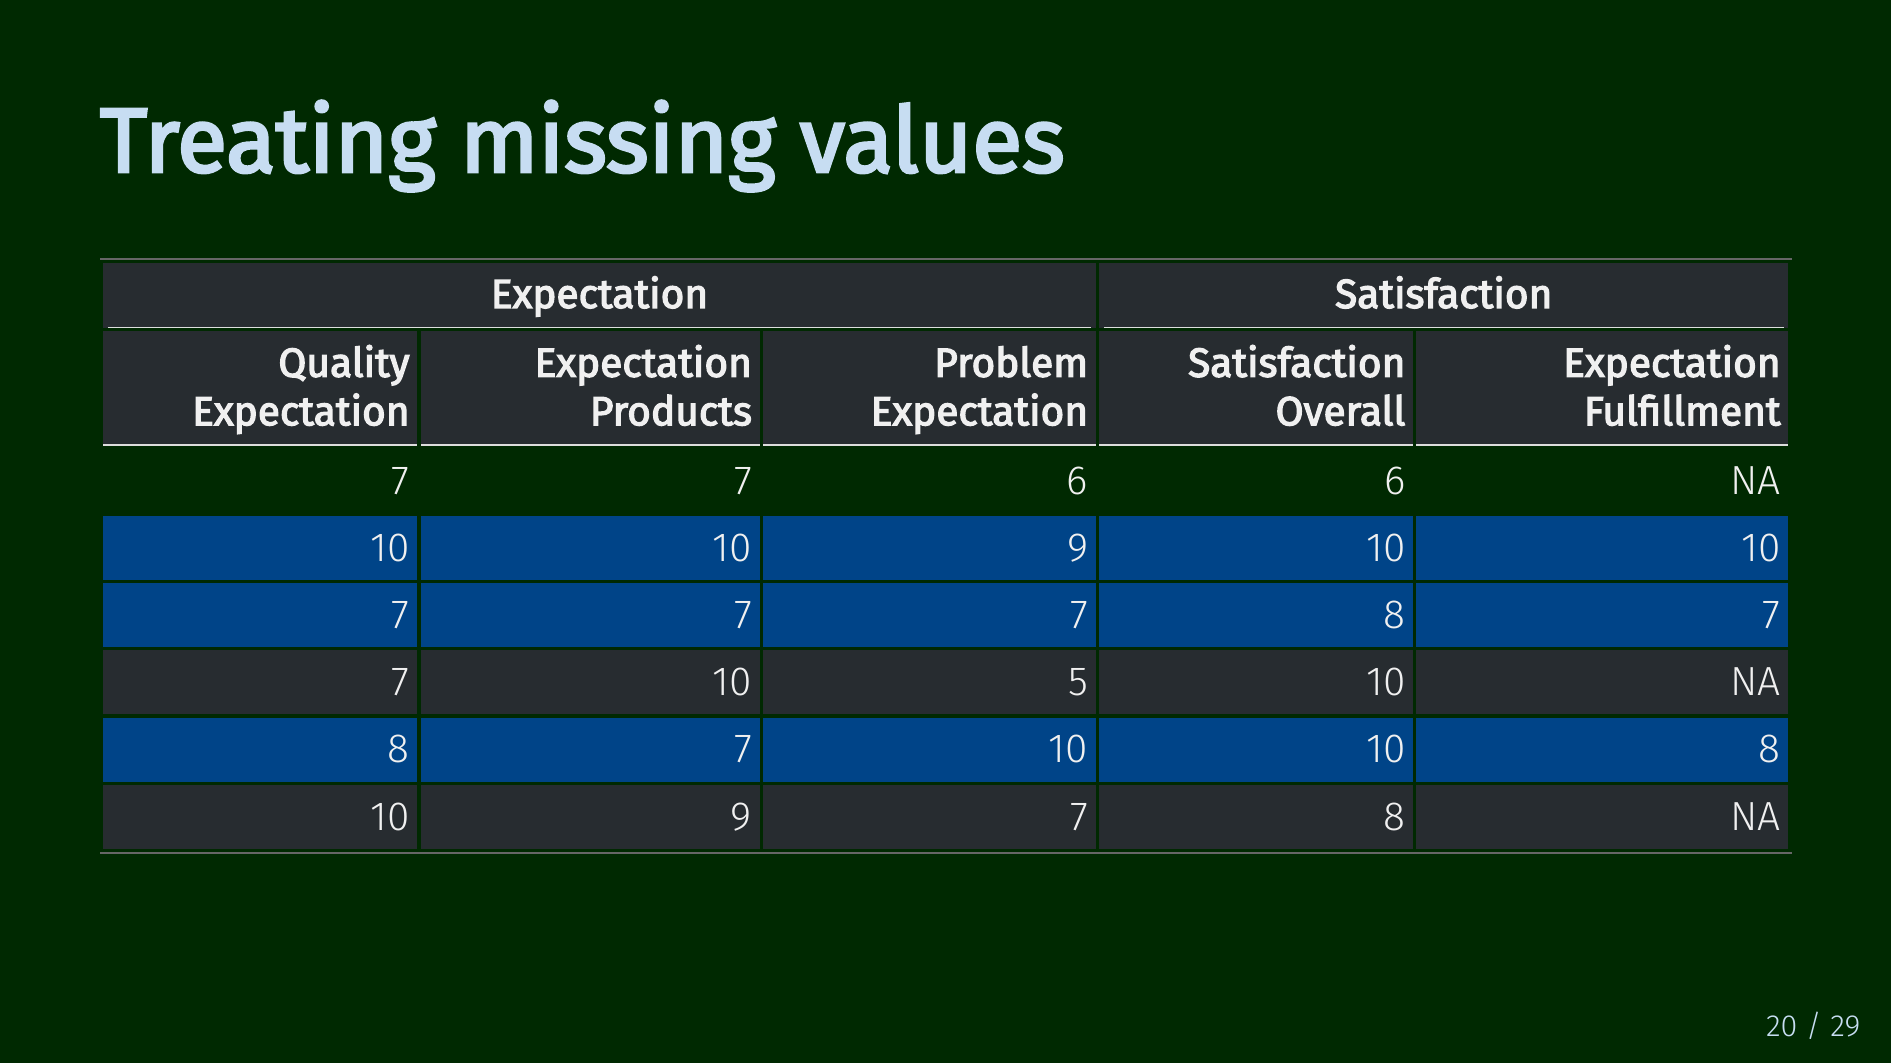 Treating missing values
Expectation Satisfaction
Quality Expectation Problem Satisfaction Expectation
Expectation Products Expectation Overall Fulfillment
7 7 6 6 NA
10 10 9 10 10
7 7 7 8 7
7 10 5 10 NA
8 7 10 10 8
10 9 7 8 NA
20 / 29